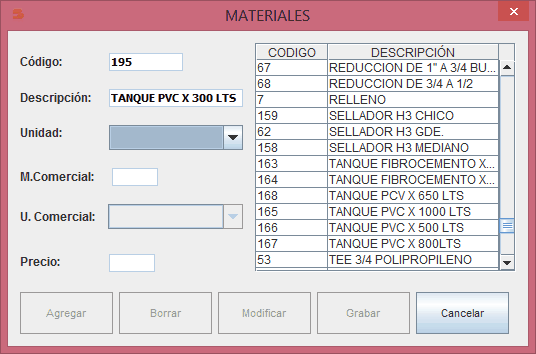 MATERIALES
Código: 195
Descripción: TANQUE PVC X 300 LTS
Unidad:
M.Comercial:
U. Comercial:
Precio:
CODIGO DESCRIPCIÓN
67 REDUCCION DE 1" A 3/4 BU...
68 REDUCCION DE 3/4 A 1/2
7 RELLENO
159 SELLADOR H3 CHICO
62 SELLADOR H3 GDE.
158 SELLADOR H3 MEDIANO
163 TANQUE FIBROCEMENTO X...
164 TANQUE FIBROCEMENTO X...
168 TANQUE PCV X 650 LTS
165 TANQUE PVC X 1000 LTS
166 TANQUE PVC X 500 LTS
167 TANQUE PVC X 800LTS
53 TEE 3/4 POLIPROPILENO
Agregar Borrar Modificar Grabar Cancelar